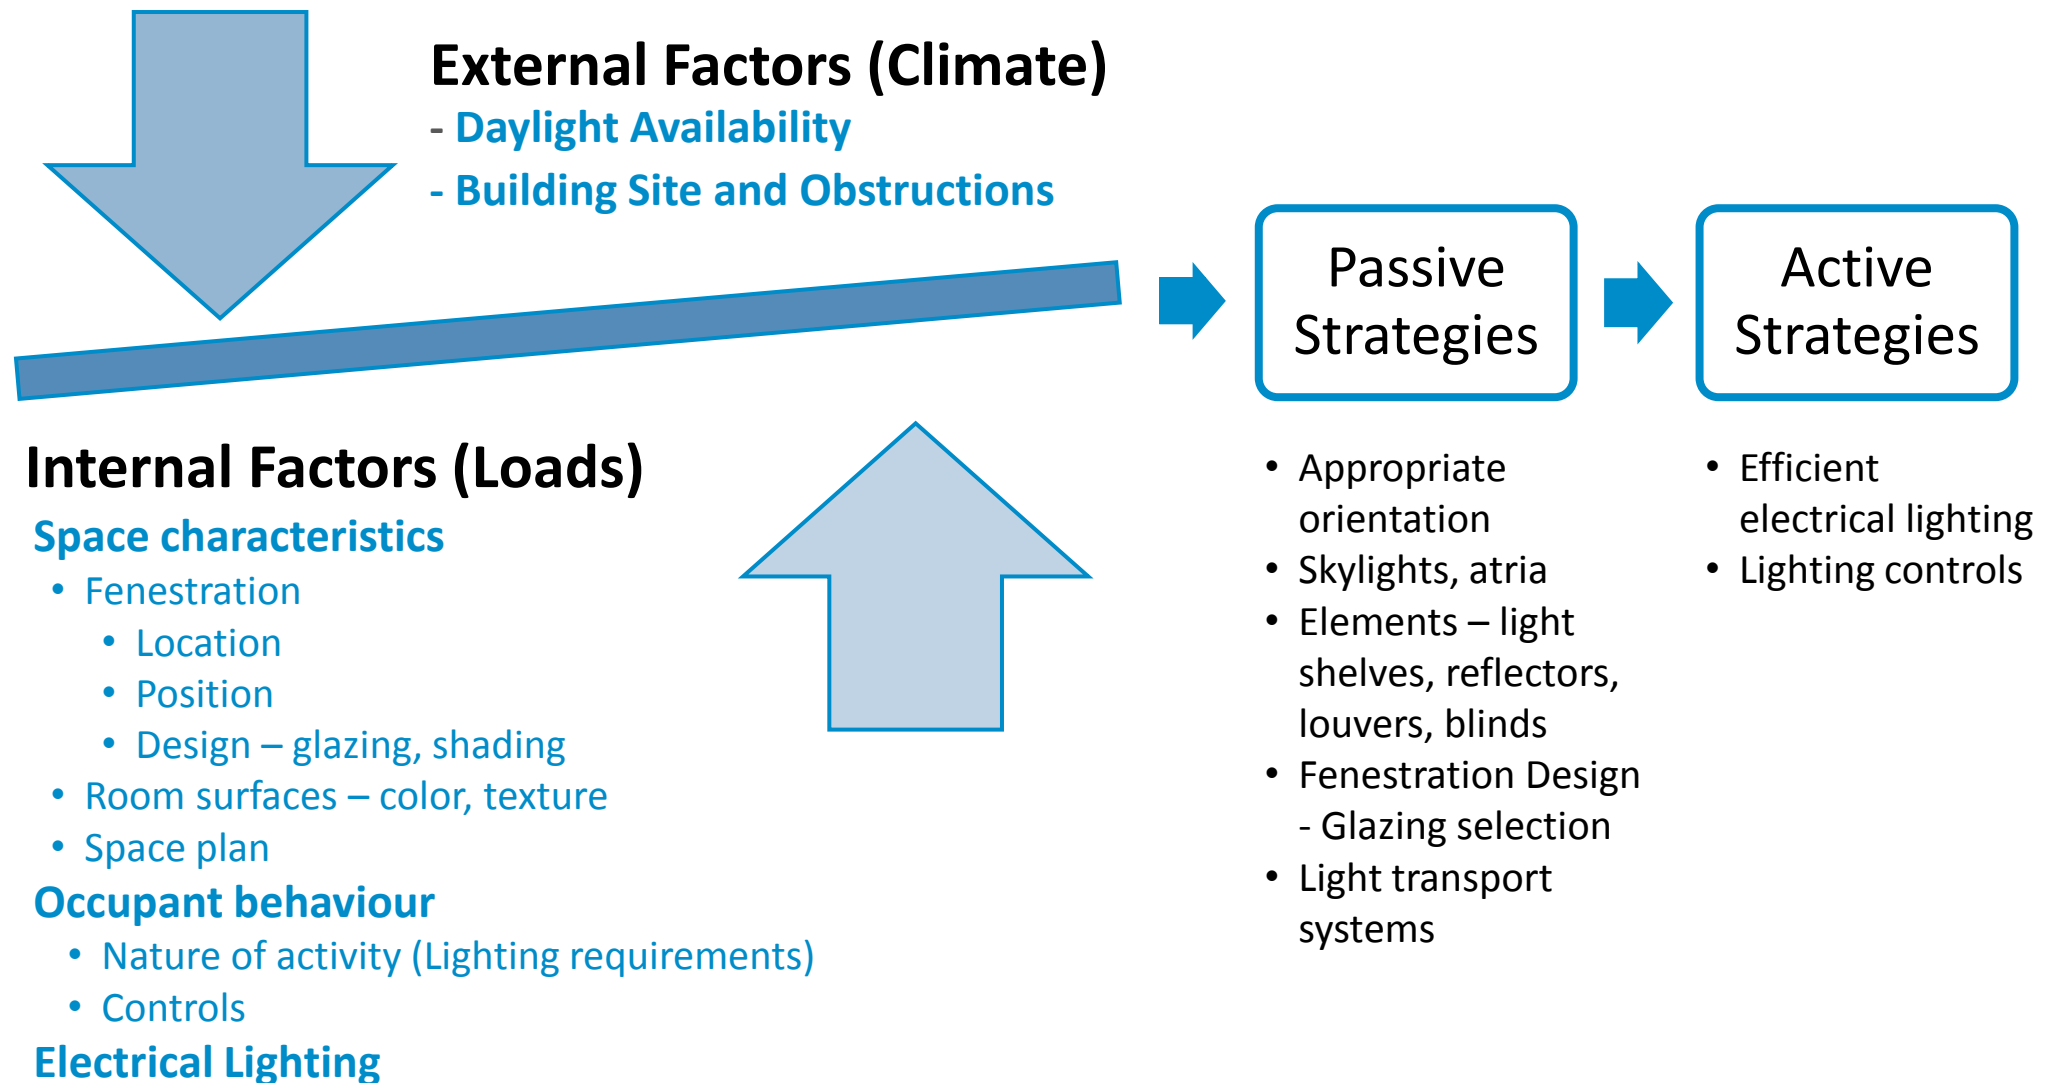 External Factors (Climate)
- Daylight Availability
- Building Site and Obstructions
Internal Factors (Loads)
Space characteristics
• Fenestration
• Location
• Position
• Design – glazing, shading
• Room surfaces – color, texture
• Space plan
Occupant behaviour
• Nature of activity (Lighting requirements)
• Controls
Electrical Lighting
Passive
Strategies
• Appropriate
orientation
• Skylights, atria
• Elements – light
shelves, reflectors,
louvers, blinds
• Fenestration Design
- Glazing selection
• Light transport
systems
Active
Strategies
• Efficient
electrical lighting
• Lighting controls